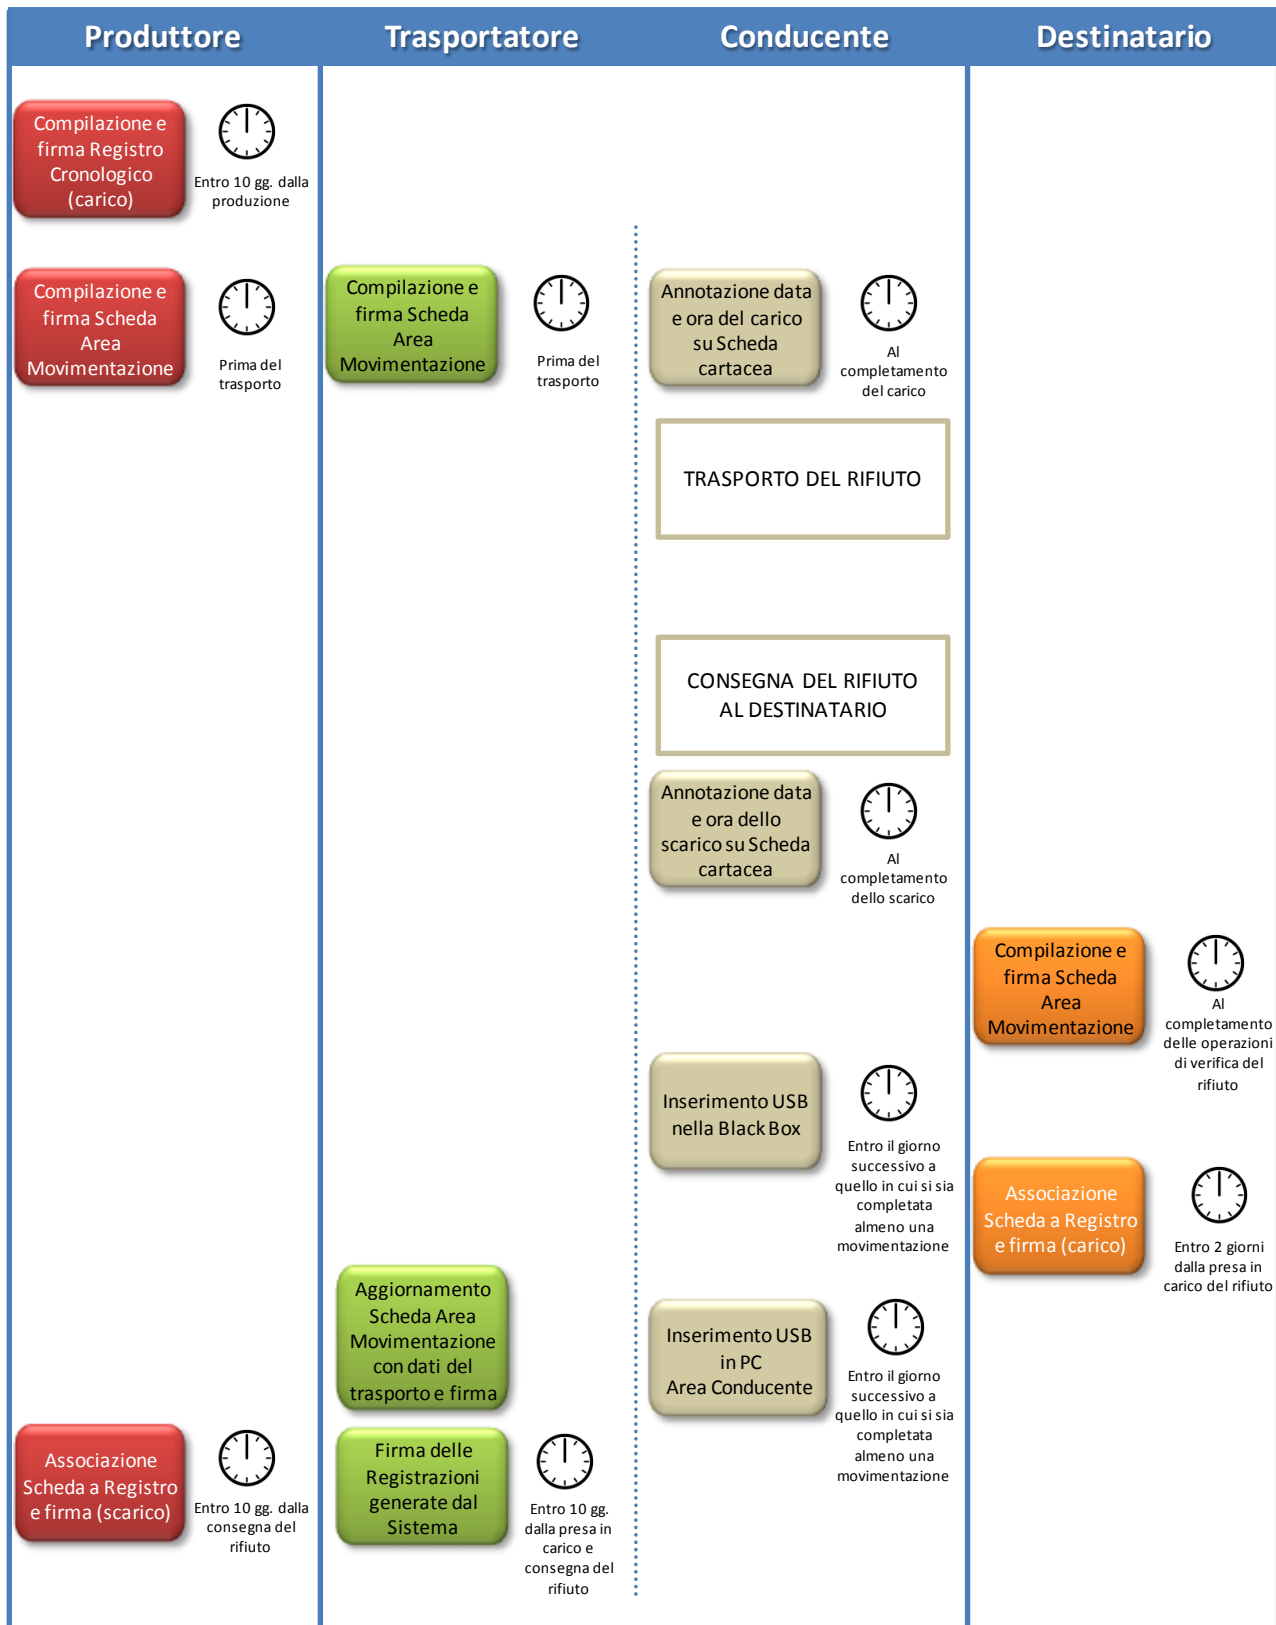 Produttore
Trasportatore
Conducente
Destinatario
Compilazione e
firma Registro
Cronologico
(carico)
Entro 10 gg. dalla
produzione
Compilazione e
firma Scheda
Area
Movimentazione
Prima del
trasporto
Compilazione e
firma Scheda
Area
Movimentazione
Prima del
trasporto
Annotazione data
e ora del carico
su Scheda
cartacea
Al
completamento
del carico
TRASPORTO DEL RIFIUTO
CONSEGNA DEL RIFIUTO
AL DESTINATARIO
Annotazione data
e ora dello
scarico su Scheda
cartacea
Al
completamento
dello scarico
Compilazione e
firma Scheda
Area
Movimentazione
Al
completamento
delle operazioni
di verifica del
rifiuto
Inserimento USB
nella Black Box
Entro il giorno
successivo a
quello in cui si sia
completata
almeno una
movimentazione
Associazione
Scheda a Registro
e firma (carico)
Entro 2 giorni
dalla presa in
carico del rifiuto
Aggiornamento
Scheda Area
Movimentazione
con dati del
trasporto e firma
Inserimento USB
in PC
Area Conducente
Entro il giorno
successivo a
quello in cui si sia
completata
almeno una
movimentazione
Associazione
Scheda a Registro
e firma (scarico)
Entro 10 gg. dalla
consegna del
rifiuto
Firma delle
Registrazioni
generate dal
Sistema
Entro 10 gg.
dalla presa in
carico e
consegna del
rifiuto